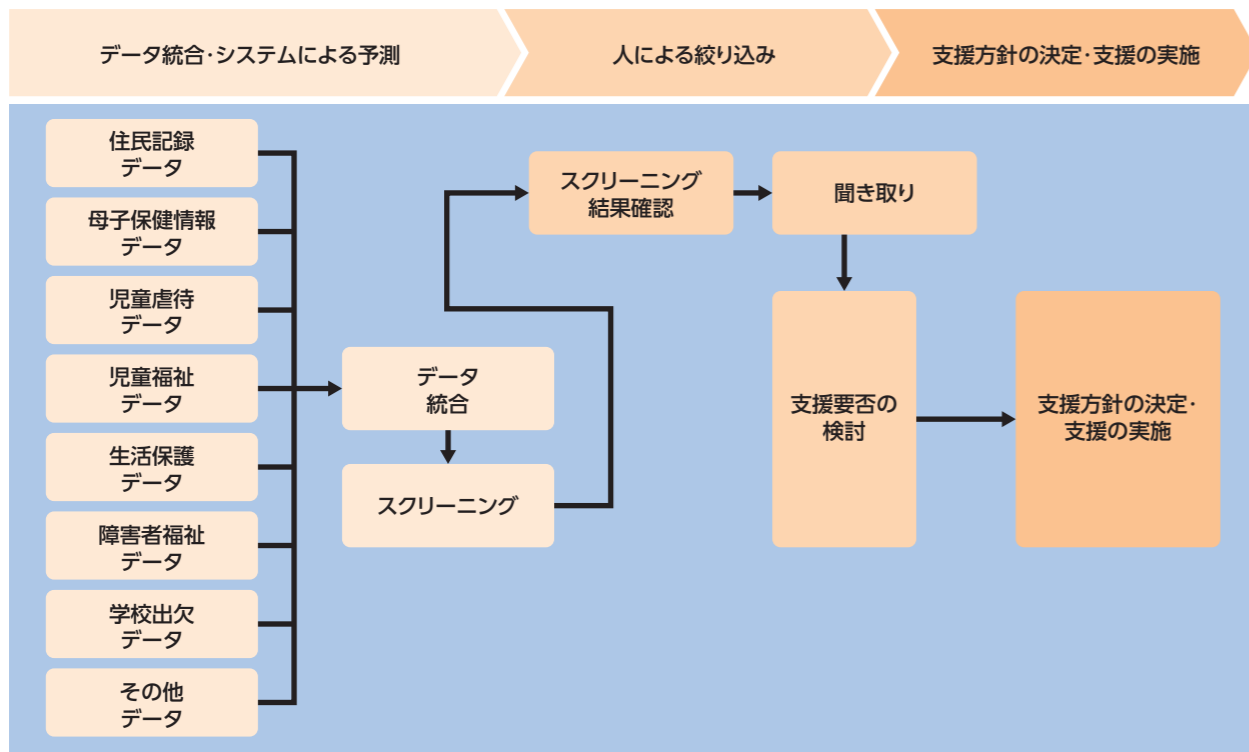 データ統合・システムによる予測
人による絞り込み
支援方針の決定・支援の実施
住民記録
データ
母子保健情報
データ
児童虐待
データ
児童福祉
データ
生活保護
データ
障害者福祉
データ
学校出欠
データ
その他
データ
データ
統合
スクリーニング
スクリーニング
結果確認
聞き取り
支援要否の
検討
支援方針の決定・
支援の実施